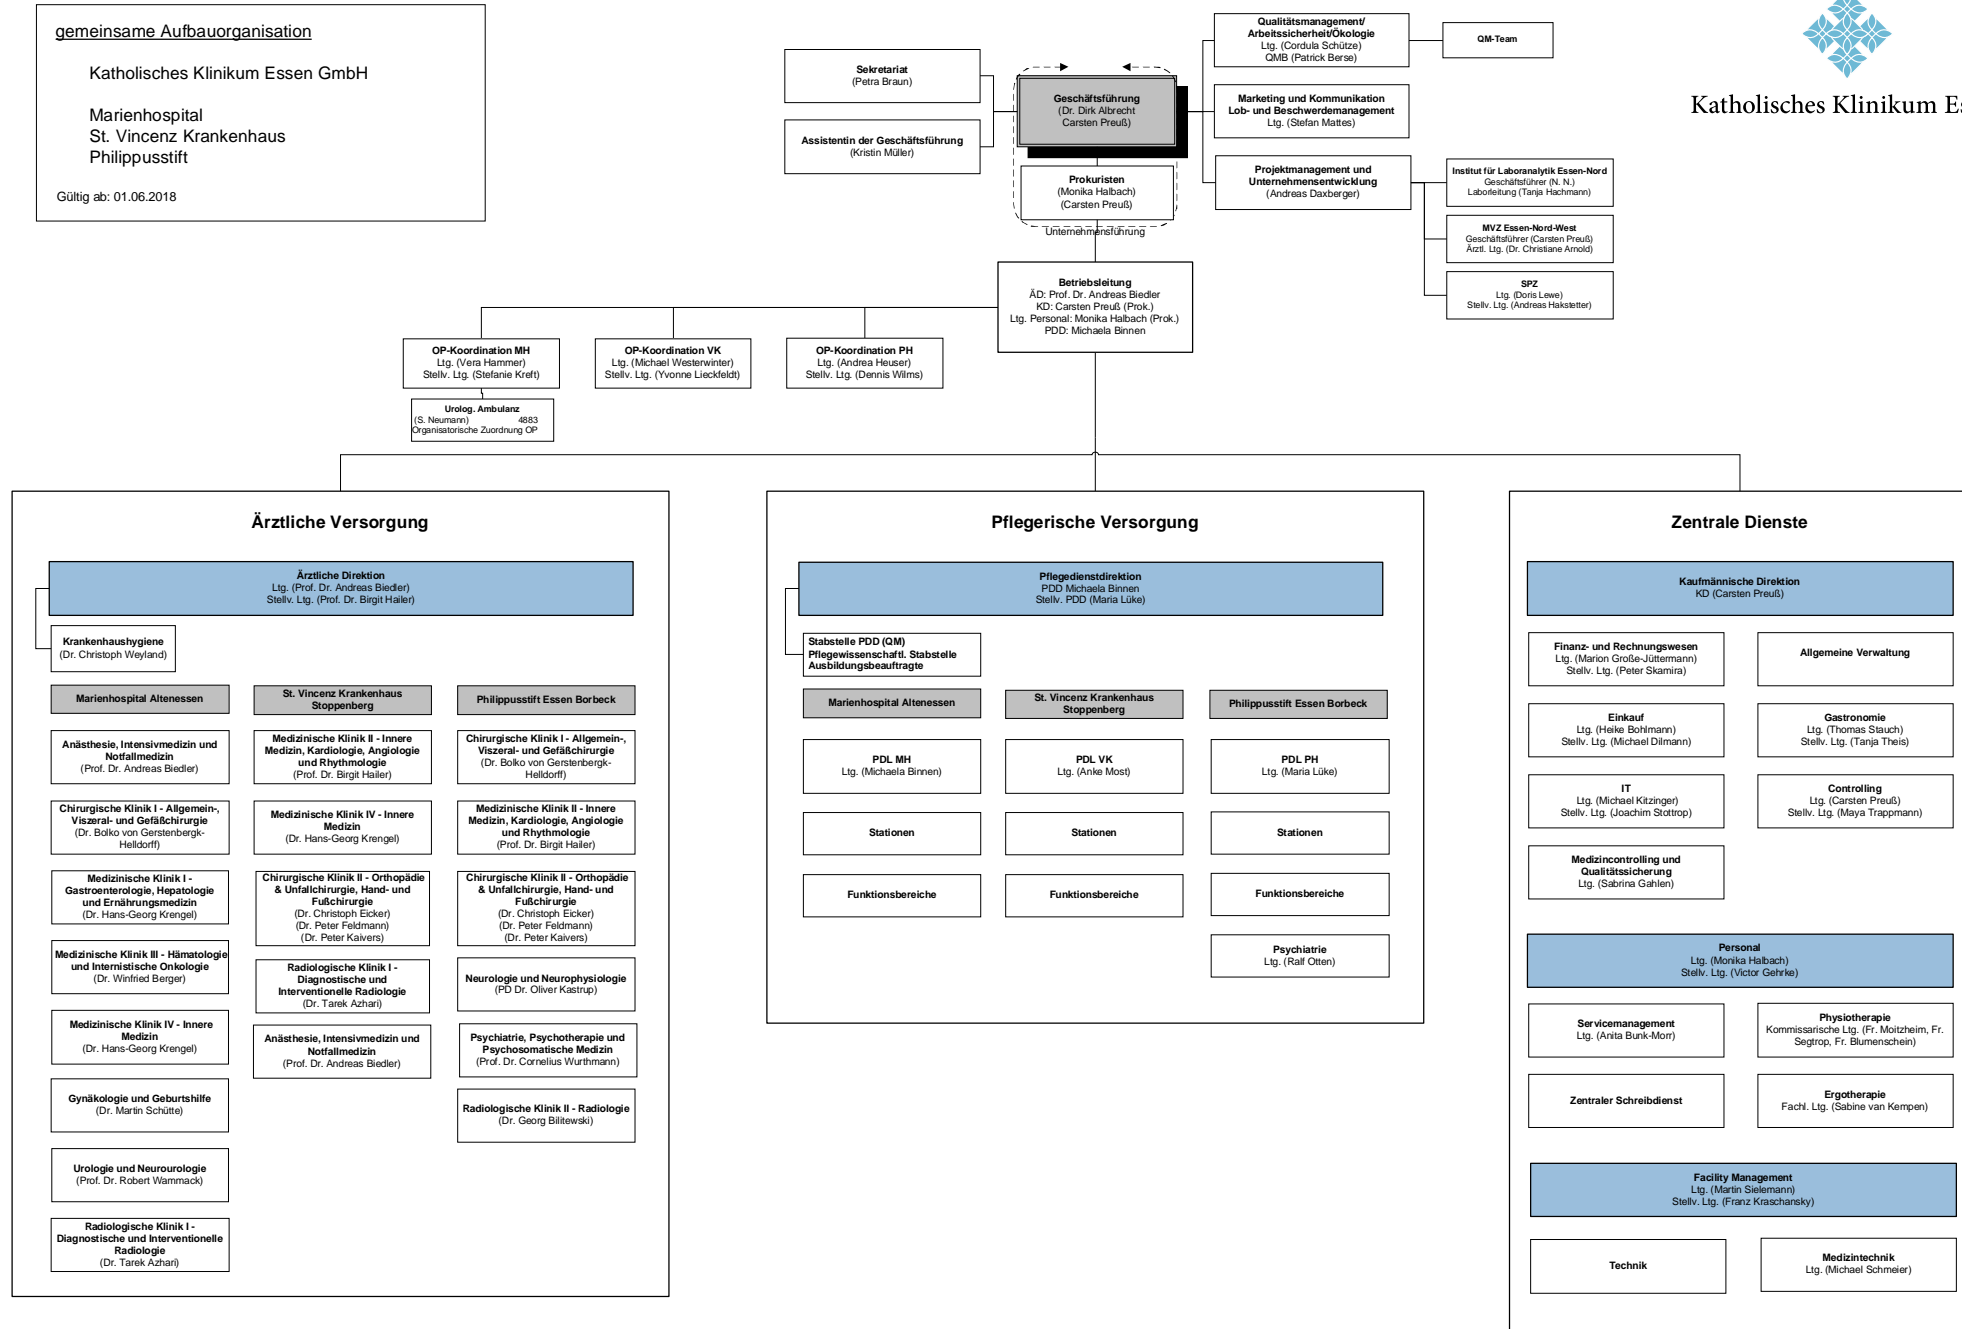 gemeinsame Aufbauorganisation
Katholisches Klinikum Essen GmbH
Marienhospital
St. Vincenz Krankenhaus
Philippusstift
Gültig ab: 01.06.2018
Sekretariat
(Petra Braun)
Assistentin der Geschäftsführung
(Kristin Müller)
Geschäftsführung
(Dr. Dirk Albrecht
Carsten Preuß)
Prokuristen
(Monika Halbach)
(Carsten Preuß)
Unternehmensführung
Qualitätsmanagement/
Arbeitssicherheit/Ökologie
Ltg. (Cordula Schütze)
QMB (Patrick Berse)
QM-Team
Marketing und Kommunikation
Lob- und Beschwerdemanagement
Ltg. (Stefan Mattes)
Projektmanagement und
Unternehmensentwicklung
(Andreas Daxberger)
Institut für Laboranalytik Essen-Nord
Geschäftsführer (N. N.)
Laborleitung (Tanja Hachmann)
MVZ Essen-Nord-West
Geschäftsführer (Carsten Preuß)
Ärztl. Ltg. (Dr. Christiane Arnold)
SPZ
Ltg. (Doris Lewe)
Stellv. Ltg. (Andreas Hakstetter)
Katholisches Klinikum Es
Betriebsleitung
ÄD: Prof. Dr. Andreas Biedler
KD: Carsten Preuß (Prok.)
Ltg. Personal: Monika Halbach (Prok.)
PDD: Michaela Binnen
OP-Koordination MH
Ltg. (Vera Hammer)
Stellv. Ltg. (Stefanie Kreft)
OP-Koordination VK
Ltg. (Michael Westerwinter)
Stellv. Ltg. (Yvonne Lieckfeldt)
OP-Koordination PH
Ltg. (Andrea Heuser)
Stellv. Ltg. (Dennis Wilms)
Urolog. Ambulanz
(S. Neumann) 4883
Organisatorische Zuordnung OP
Ärztliche Versorgung
Ärztliche Direktion
Ltg. (Prof. Dr. Andreas Biedler)
Stellv. Ltg. (Prof. Dr. Birgit Hailer)
Krankenhaushygiene
(Dr. Christoph Weyland)
Marienhospital Altenessen
Anästhesie, Intensivmedizin und
Notfallmedizin
(Prof. Dr. Andreas Biedler)
Chirurgische Klinik I - Allgemein-,
Viszeral- und Gefäßchirurgie
(Dr. Bolko von Gerstenbergk-
Helldorff)
Medizinische Klinik I -
Gastroenterologie, Hepatologie
und Ernährungsmedizin
(Dr. Hans-Georg Krengel)
Medizinische Klinik III - Hämatologie
und Internistische Onkologie
(Dr. Winfried Berger)
Medizinische Klinik IV - Innere
Medizin
(Dr. Hans-Georg Krengel)
Gynäkologie und Geburtshilfe
(Dr. Martin Schütte)
Urologie und Neurourologie
(Prof. Dr. Robert Wammack)
Radiologische Klinik I -
Diagnostische und Interventionelle
Radiologie
(Dr. Tarek Azhari)
St. Vincenz Krankenhaus
Stoppenberg
Medizinische Klinik II - Innere
Medizin, Kardiologie, Angiologie
und Rhythmologie
(Prof. Dr. Birgit Hailer)
Medizinische Klinik IV - Innere
Medizin
(Dr. Hans-Georg Krengel)
Chirurgische Klinik II - Orthopädie
& Unfallchirurgie, Hand- und
Fußchirurgie
(Dr. Christoph Eicker)
(Dr. Peter Feldmann)
(Dr. Peter Kaivers)
Radiologische Klinik I -
Diagnostische und
Interventionelle Radiologie
(Dr. Tarek Azhari)
Anästhesie, Intensivmedizin und
Notfallmedizin
(Prof. Dr. Andreas Biedler)
Philippusstift Essen Borbeck
Chirurgische Klinik I - Allgemein-,
Viszeral- und Gefäßchirurgie
(Dr. Bolko von Gerstenbergk-
Helldorff)
Medizinische Klinik II - Innere
Medizin, Kardiologie, Angiologie
und Rhythmologie
(Prof. Dr. Birgit Hailer)
Chirurgische Klinik II - Orthopädie
& Unfallchirurgie, Hand- und
Fußchirurgie
(Dr. Christoph Eicker)
(Dr. Peter Feldmann)
(Dr. Peter Kaivers)
Neurologie und Neurophysiologie
(PD Dr. Oliver Kastrup)
Psychiatrie, Psychotherapie und
Psychosomatische Medizin
(Prof. Dr. Cornelius Wurthmann)
Radiologische Klinik II - Radiologie
(Dr. Georg Bilitewski)
Pflegerische Versorgung
Pflegedienstdirektion
PDD Michaela Binnen
Stellv. PDD (Maria Lüke)
Stabstelle PDD (QM)
Pflegewissenschaftl. Stabstelle
Ausbildungsbeauftragte
Marienhospital Altenessen
PDL MH
Ltg. (Michaela Binnen)
Stationen
Funktionsbereiche
St. Vincenz Krankenhaus
Stoppenberg
PDL VK
Ltg. (Anke Most)
Stationen
Funktionsbereiche
Philippusstift Essen Borbeck
PDL PH
Ltg. (Maria Lüke)
Stationen
Funktionsbereiche
Psychiatrie
Ltg. (Ralf Otten)
Zentrale Dienste
Kaufmännische Direktion
KD (Carsten Preuß)
Finanz- und Rechnungswesen
Ltg. (Marion Große-Jüttermann)
Stellv. Ltg. (Peter Skamira)
Allgemeine Verwaltung
Einkauf
Ltg. (Heike Bohlmann)
Stellv. Ltg. (Michael Dilmann)
Gastronomie
Ltg. (Thomas Stauch)
Stellv. Ltg. (Tanja Theis)
IT
Ltg. (Michael Kitzinger)
Stellv. Ltg. (Joachim Stottrop)
Controlling
Ltg. (Carsten Preuß)
Stellv. Ltg. (Maya Trappmann)
Medizincontrolling und
Qualitätssicherung
Ltg. (Sabrina Gahlen)
Personal
Ltg. (Monika Halbach)
Stellv. Ltg. (Victor Gehrke)
Servicemanagement
Ltg. (Anita Bunk-Morr)
Physiotherapie
Kommissarische Ltg. (Fr. Moitzheim, Fr.
Segtrop, Fr. Blumenschein)
Zentraler Schreibdienst
Ergotherapie
Fachl. Ltg. (Sabine van Kempen)
Facility Management
Ltg. (Martin Sielemann)
Stellv. Ltg. (Franz Kraschansky)
Technik
Medizintechnik
Ltg. (Michael Schmeier)